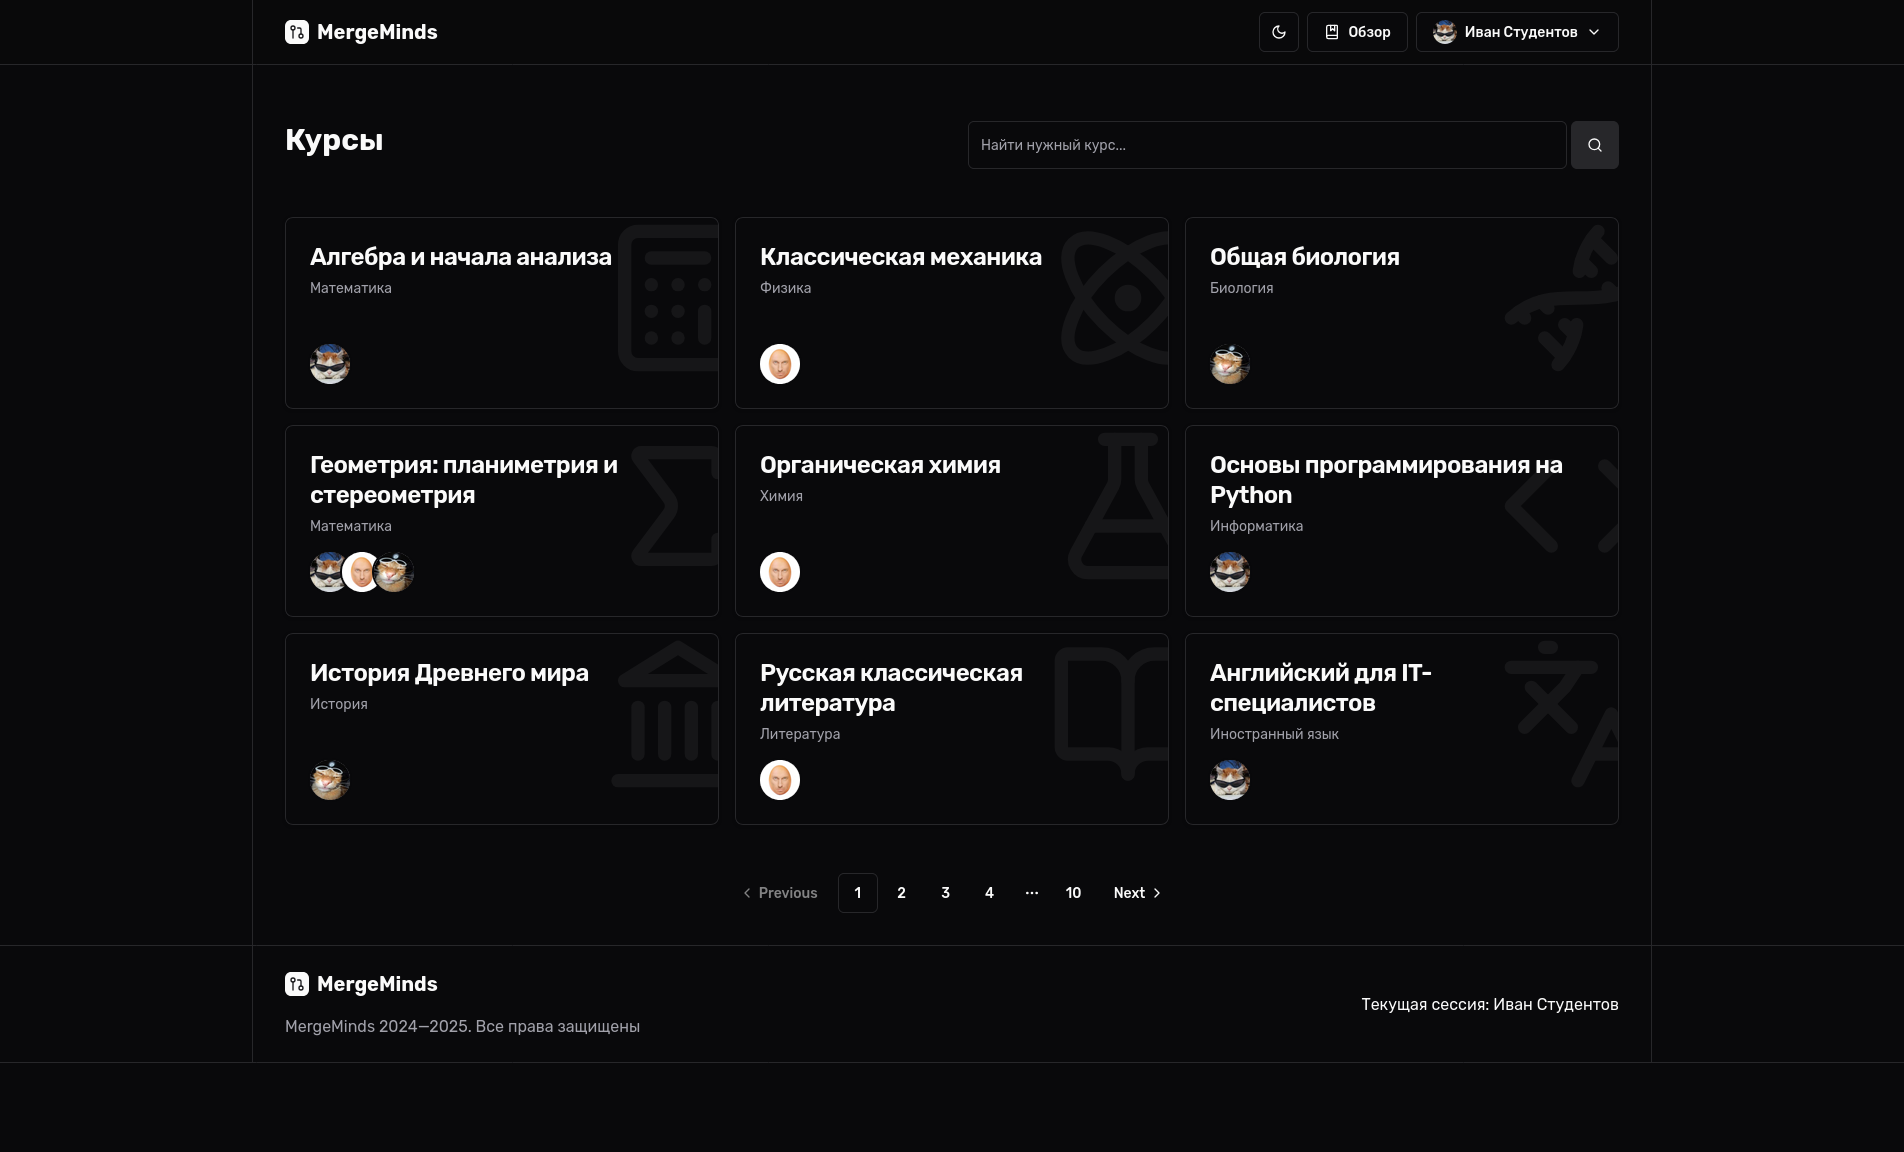 MergeMinds
Обзор
Иван Студентов
Курсы
Найти нужный курс...
Алгебра и начала анализа
Математика
Классическая механика
Физика
Общая биология
Биология
Геометрия: планиметрия и
стереометрия
Математика
Органическая химия
Химия
Основы программирования на
Python
Информатика
История Древнего мира
История
Русская классическая
литература
Литература
Английский для IT-
специалистов
Иностранный язык
Previous 1 2 3 4 ··· 10 Next
MergeMinds
MergeMinds 2024—2025. Все права защищены
Текущая сессия: Иван Студентов